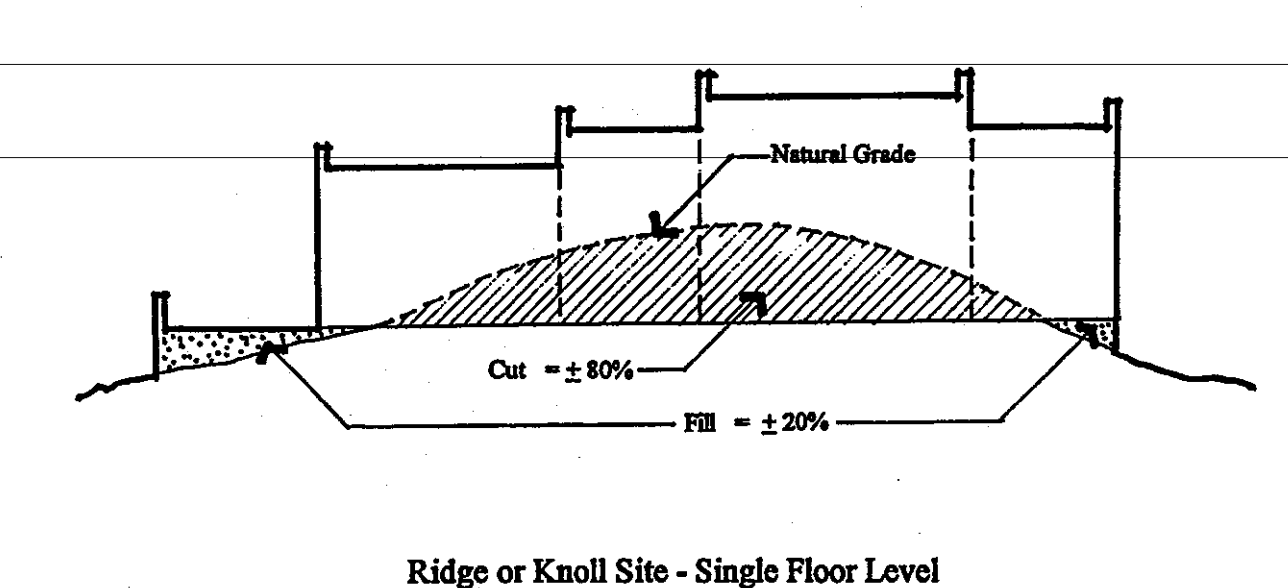 Natural Grade
Cut = ± 80%
Fill = ± 20%
Ridge or Knoll Site - Single Floor Level